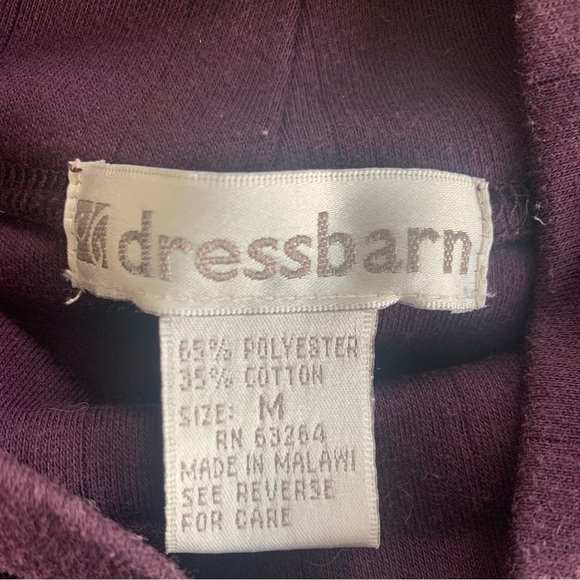 dressbarn
65% POLYESTER
35% COTTON
SIZE: M
RN 63264
MADE IN MALAWI
SEE REVERSE
FOR CARE